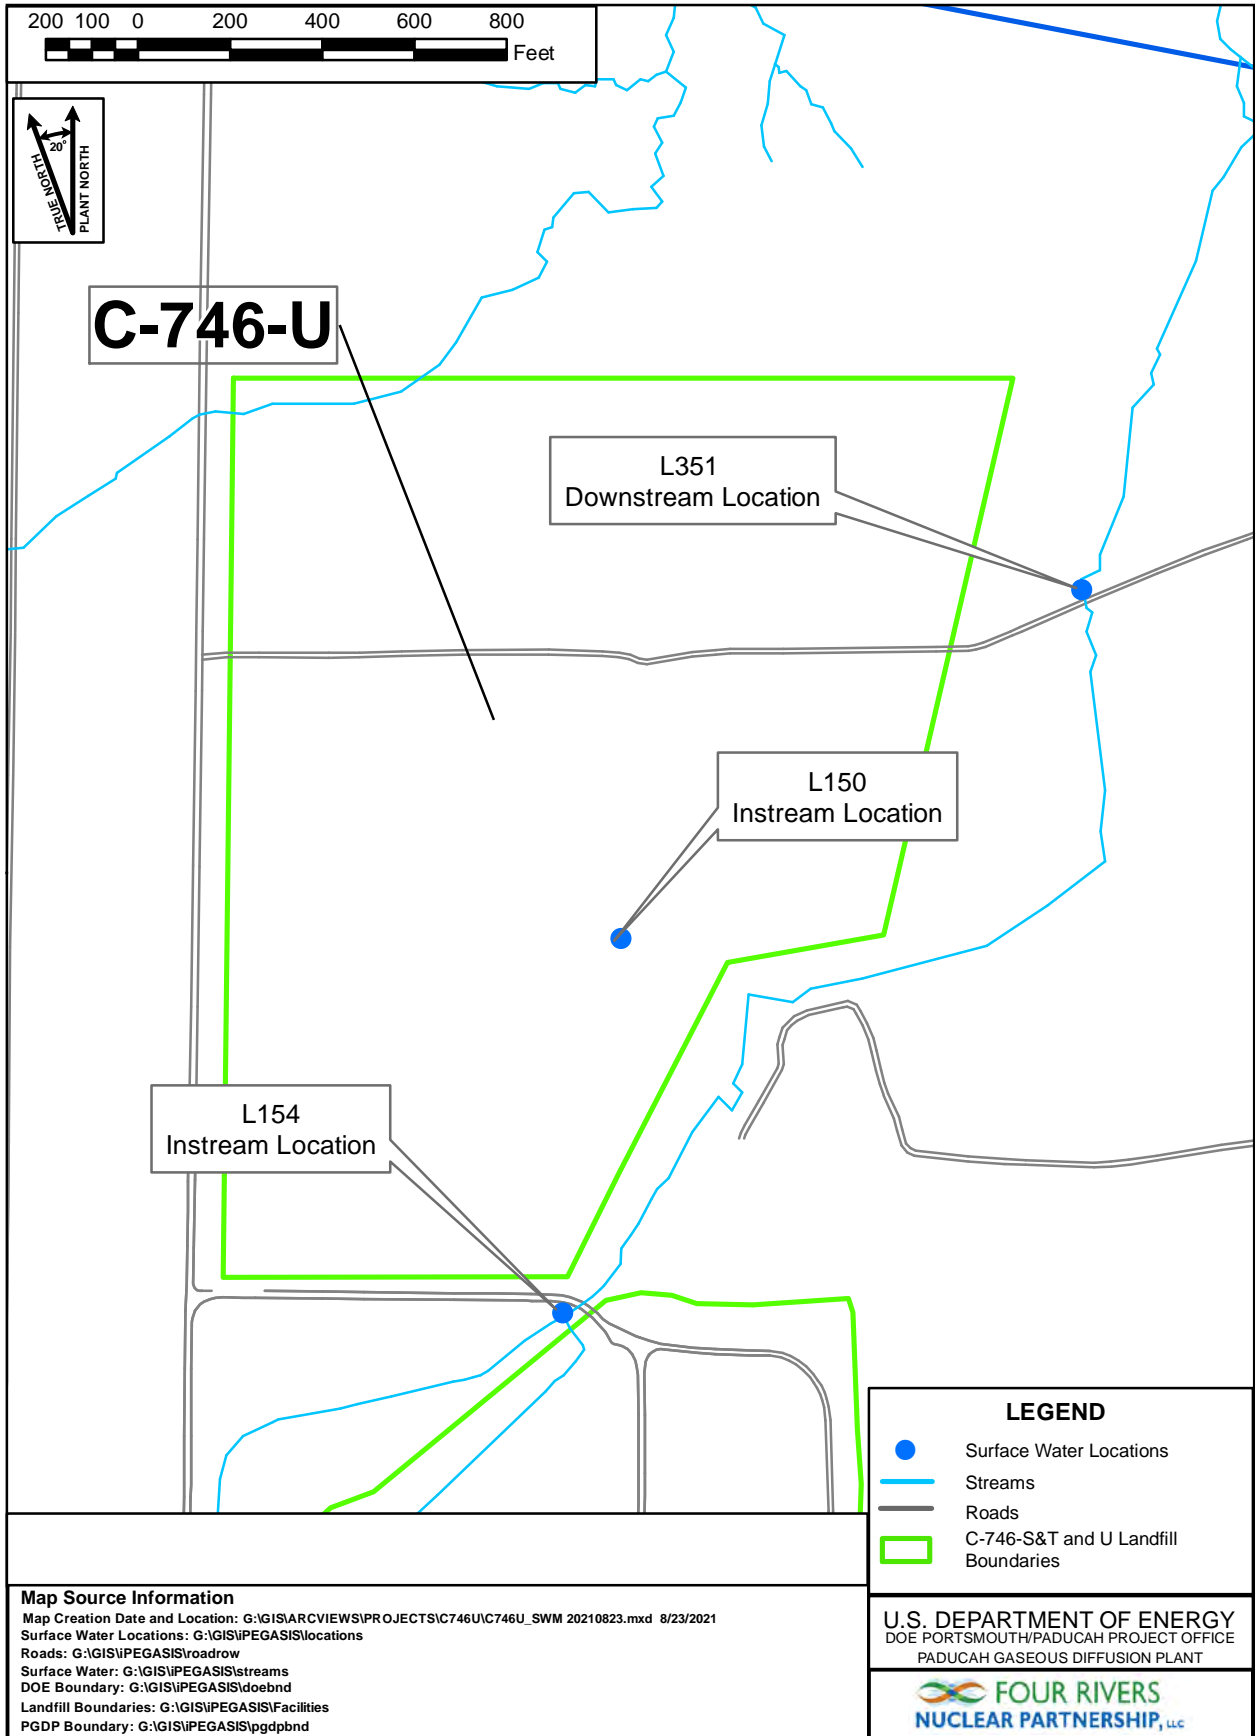 200 100 0 200 400 600 800
Feet
20°
TRUE NORTH
PLANT NORTH
C-746-U
L351
Downstream Location
L150
Instream Location
L154
Instream Location
LEGEND
Surface Water Locations
Streams
Roads
C-746-S&T and U Landfill
Boundaries
Map Source Information
Map Creation Date and Location: G:\GIS\ARCVIEWS\PROJECTS\C746U\C746U_SWM 20210823.mxd 8/23/2021
Surface Water Locations: G:\GIS\iPEGASIS\locations
Roads: G:\GIS\iPEGASIS\roadrow
Surface Water: G:\GIS\iPEGASIS\streams
DOE Boundary: G:\GIS\iPEGASIS\doebnd
Landfill Boundaries: G:\GIS\iPEGASIS\Facilities
PGDP Boundary: G:\GIS\iPEGASIS\pgdpbnd
U.S. DEPARTMENT OF ENERGY
DOE PORTSMOUTH/PADUCAH PROJECT OFFICE
PADUCAH GASEOUS DIFFUSION PLANT
FOUR RIVERS
NUCLEAR PARTNERSHIP, LLC